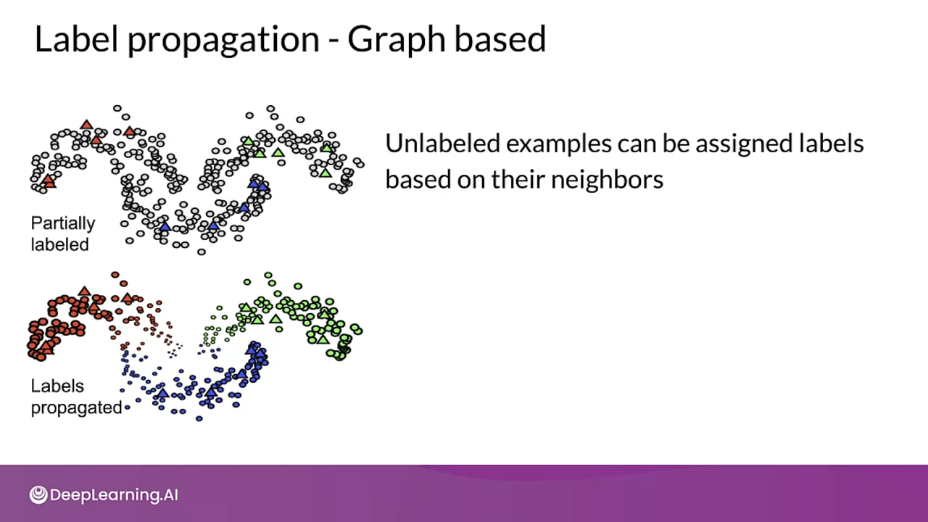 Label propagation - Graph based
Unlabeled examples can be assigned labels
based on their neighbors
Partially
labeled
Labels
propagated
DeepLearning.AI